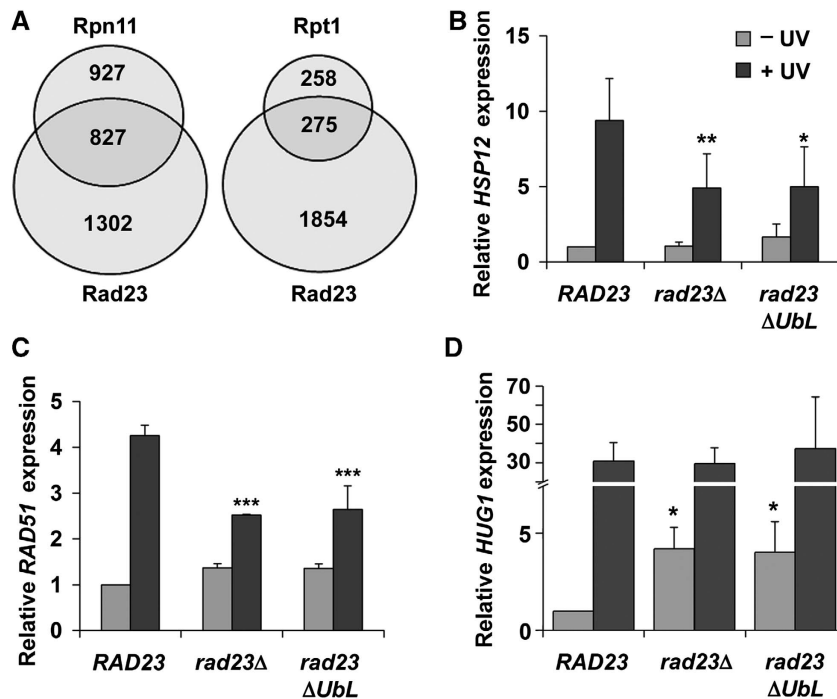 A
Rpn11
Rpt1
927
258
827
275
1302
1854
Rad23
Rad23
B
Relative HSP12 expression
15
10
5
0
– UV
+ UV
**
*
RAD23
rad23Δ
rad23
ΔUbL
C
Relative RAD51 expression
5
4
3
2
1
0
***
***
RAD23
rad23Δ
rad23
ΔUbL
D
Relative HUG1 expression
70
50
30
5
0
*
*
RAD23
rad23Δ
rad23
ΔUbL